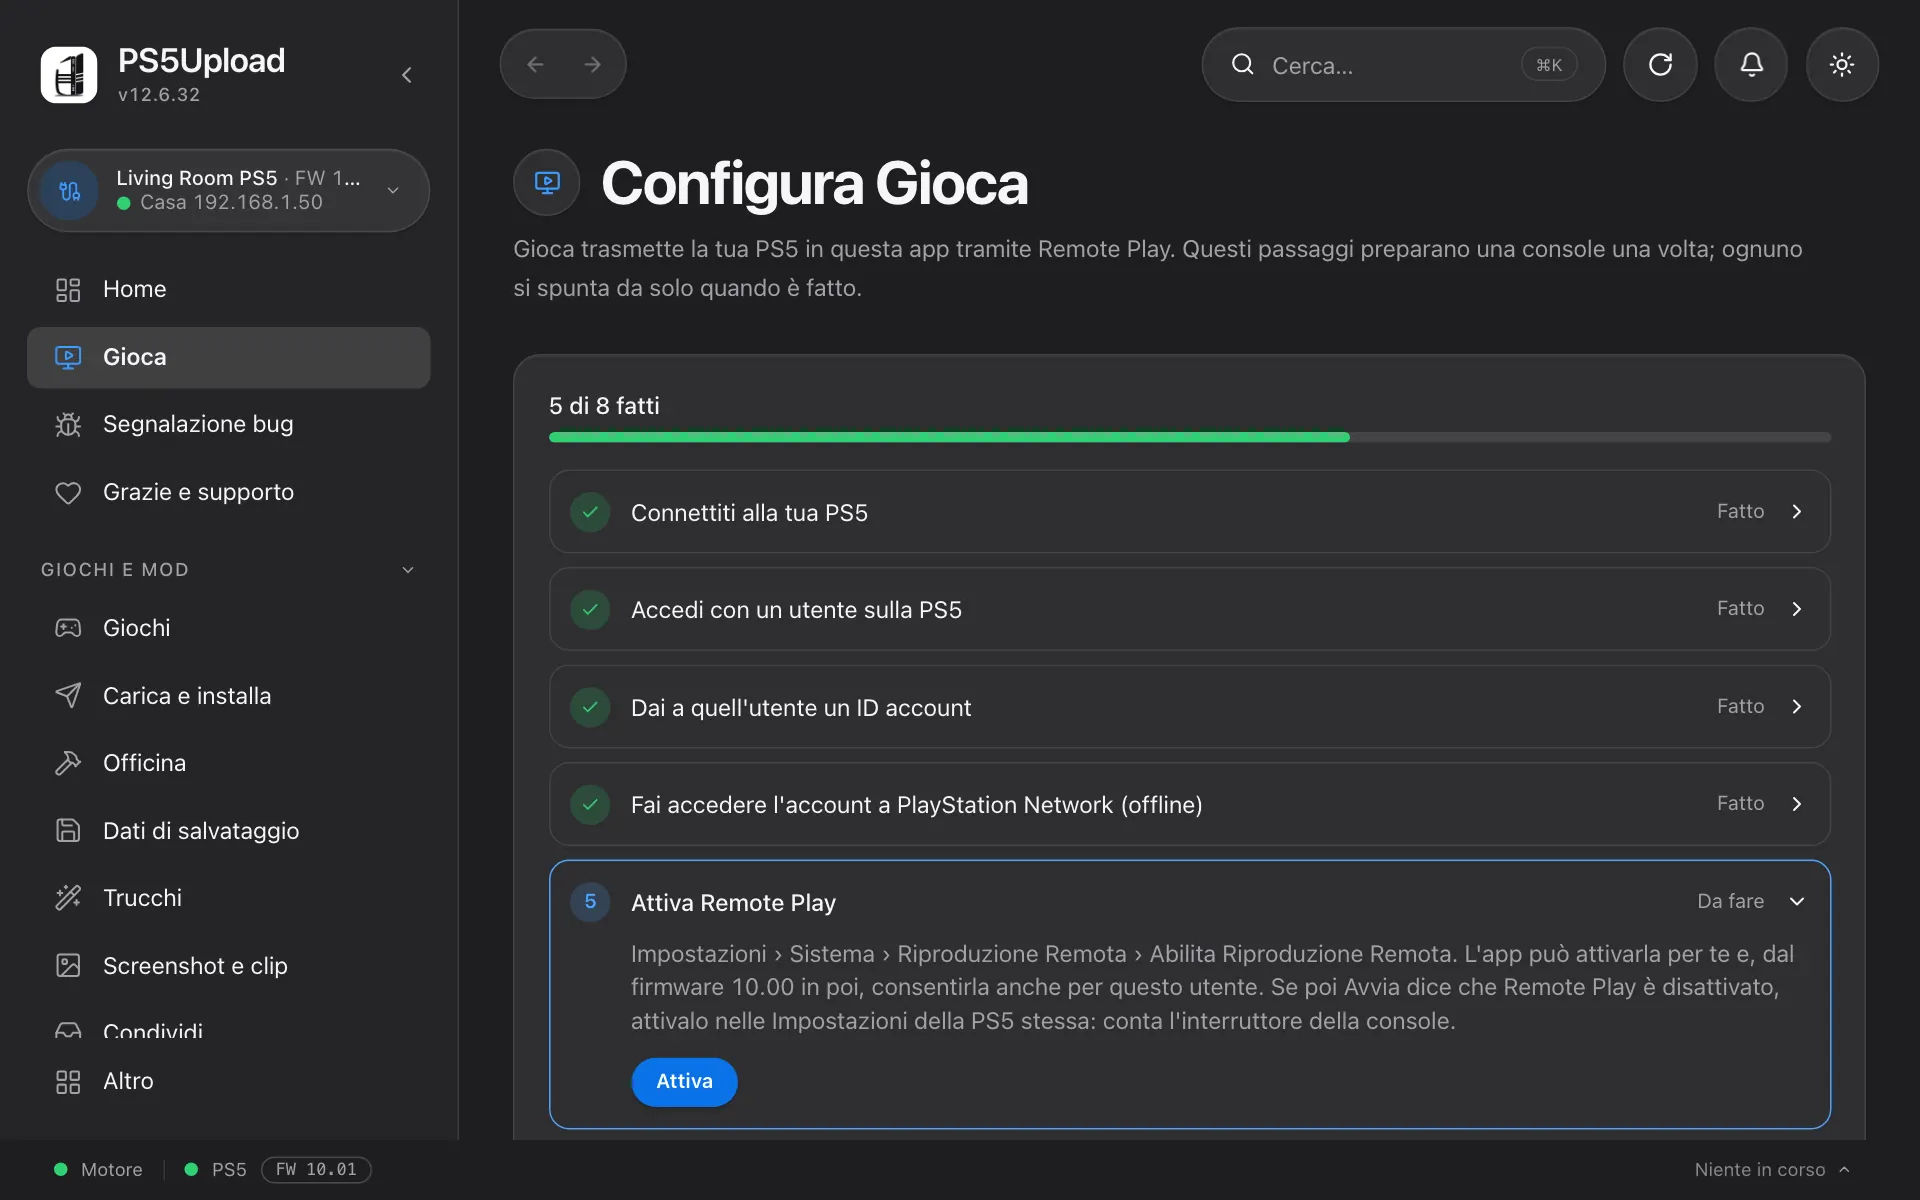 PS5Upload
v12.6.32
Living Room PS5 · FW 1...
Casa 192.168.1.50
Home
Gioca
Segnalazione bug
Grazie e supporto
GIOCHI E MOD
Giochi
Carica e installa
Officina
Dati di salvataggio
Trucchi
Screenshot e clip
Condividi
Altro
Cerca...
⌘K
Configura Gioca
Gioca trasmette la tua PS5 in questa app tramite Remote Play. Questi passaggi preparano una console una volta; ognuno
si spunta da solo quando è fatto.
5 di 8 fatti
Connettiti alla tua PS5
Fatto
Accedi con un utente sulla PS5
Fatto
Dai a quell'utente un ID account
Fatto
Fai accedere l'account a PlayStation Network (offline)
Fatto
5
Attiva Remote Play
Da fare
Impostazioni › Sistema › Riproduzione Remota › Abilita Riproduzione Remota. L'app può attivarla per te e, dal
firmware 10.00 in poi, consentirla anche per questo utente. Se poi Avvia dice che Remote Play è disattivato,
attivalo nelle Impostazioni della PS5 stessa: conta l'interruttore della console.
Attiva
Motore
PS5
FW 10.01
Niente in corso